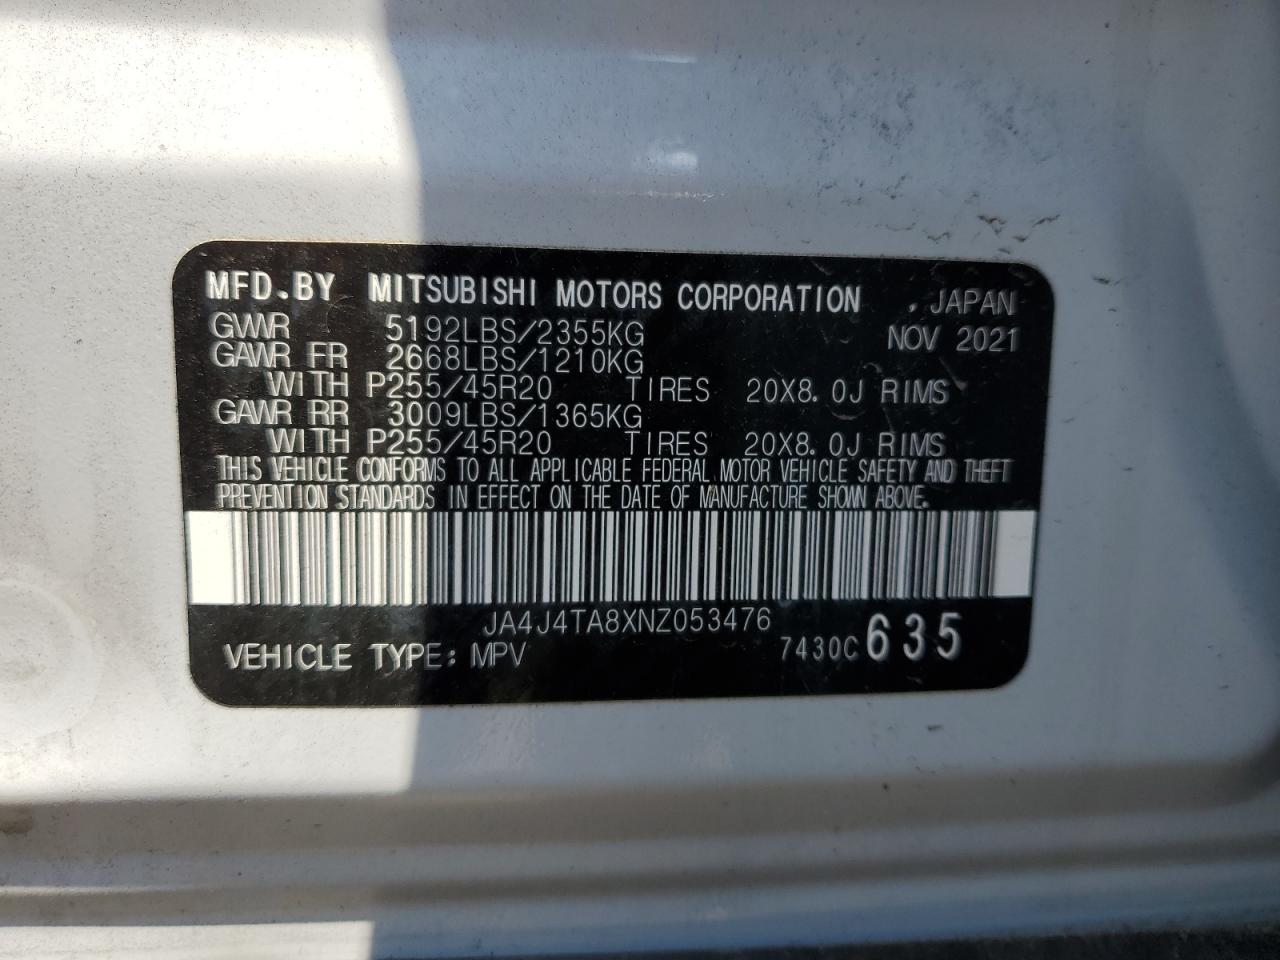 MFD.BY MITSUBISHI MOTORS CORPORATION , JAPAN
GVWR 5192LBS/2355KG NOV 2021
GAWR FR 2668LBS/1210KG
WITH P255/45R20 TIRES 20X8.0J RIMS
GAWR RR 3009LBS/1365KG
WITH P255/45R20 TIRES 20X8.0J RIMS
THIS VEHICLE CONFORMS TO ALL APPLICABLE FEDERAL MOTOR VEHICLE SAFETY AND THEFT
PREVENTION STANDARDS IN EFFECT ON THE DATE OF MANUFACTURE SHOWN ABOVE.
JA4J4TA8XNZ053476
VEHICLE TYPE: MPV 7430C 635